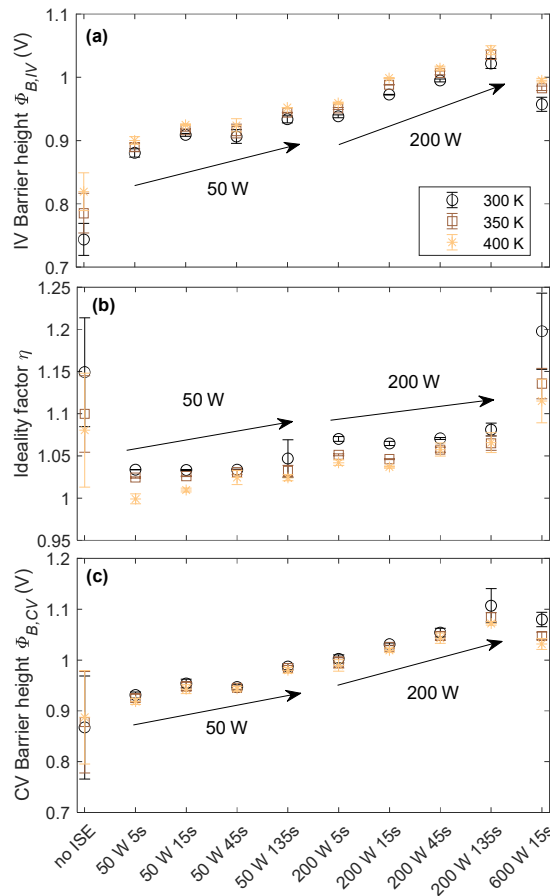 (a)
IV Barrier height Φ_B,IV (V)
1.1
1
0.9
0.8
0.7
50 W
200 W
300 K
350 K
400 K
(b)
Ideality factor η
1.25
1.2
1.15
1.1
1.05
1
0.95
50 W
200 W
(c)
CV Barrier height Φ_B,CV (V)
1.2
1.1
1
0.9
0.8
0.7
50 W
200 W
no ISE
50 W 5s
50 W 15s
50 W 45s
50 W 135s
200 W 5s
200 W 15s
200 W 45s
200 W 135s
600 W 15s